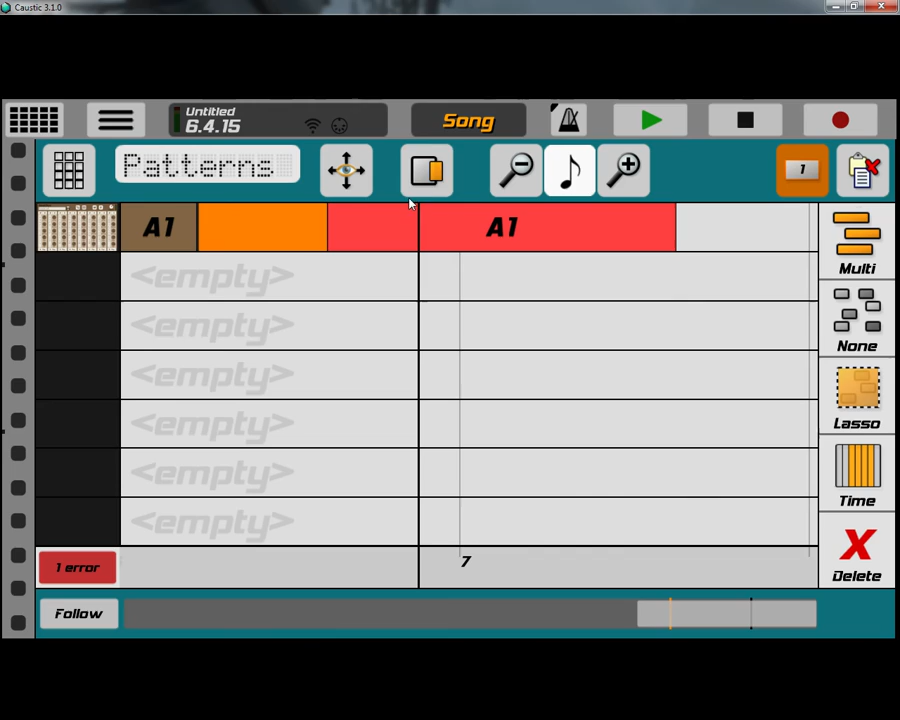 Caustic 3.1.0
Untitled
6.4.15
Song
Patterns
1
A1
A1
Multi
<empty>
<empty>
None
<empty>
<empty>
Lasso
<empty>
<empty>
Time
7
1 error
Delete
Follow